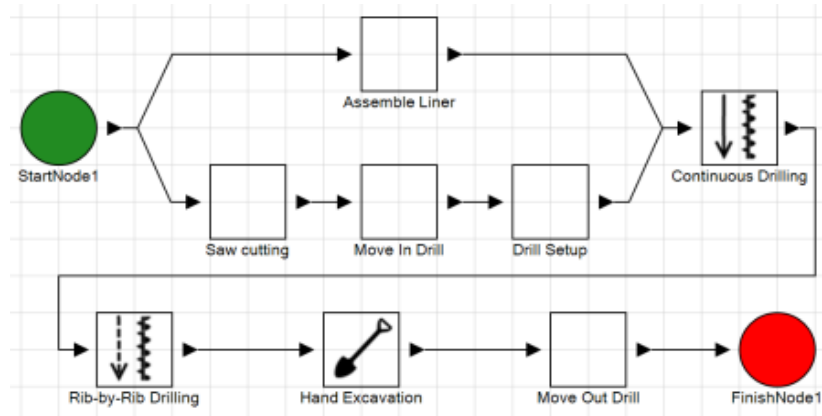 Assemble Liner
StartNode1
Continuous Drilling
Saw cutting
Move In Drill
Drill Setup
Rib-by-Rib Drilling
Hand Excavation
Move Out Drill
FinishNode1